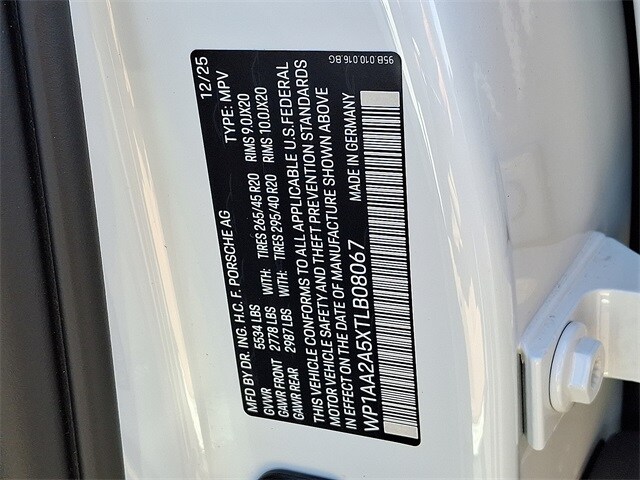 MFD BY DR. ING. H.C. F. PORSCHE AG 12/25
GVWR 5534 LBS TYPE: MPV
GAWR FRONT 2778 LBS WITH: TIRES 265/45 R20 RIMS 9.0JX20
GAWR REAR 2987 LBS WITH: TIRES 295/40 R20 RIMS 10.0JX20
THIS VEHICLE CONFORMS TO ALL APPLICABLE U.S. FEDERAL
MOTOR VEHICLE SAFETY AND THEFT PREVENTION STANDARDS
IN EFFECT ON THE DATE OF MANUFACTURE SHOWN ABOVE
WP1AA2A5XTLB08067 MADE IN GERMANY
95B.010.016.BG